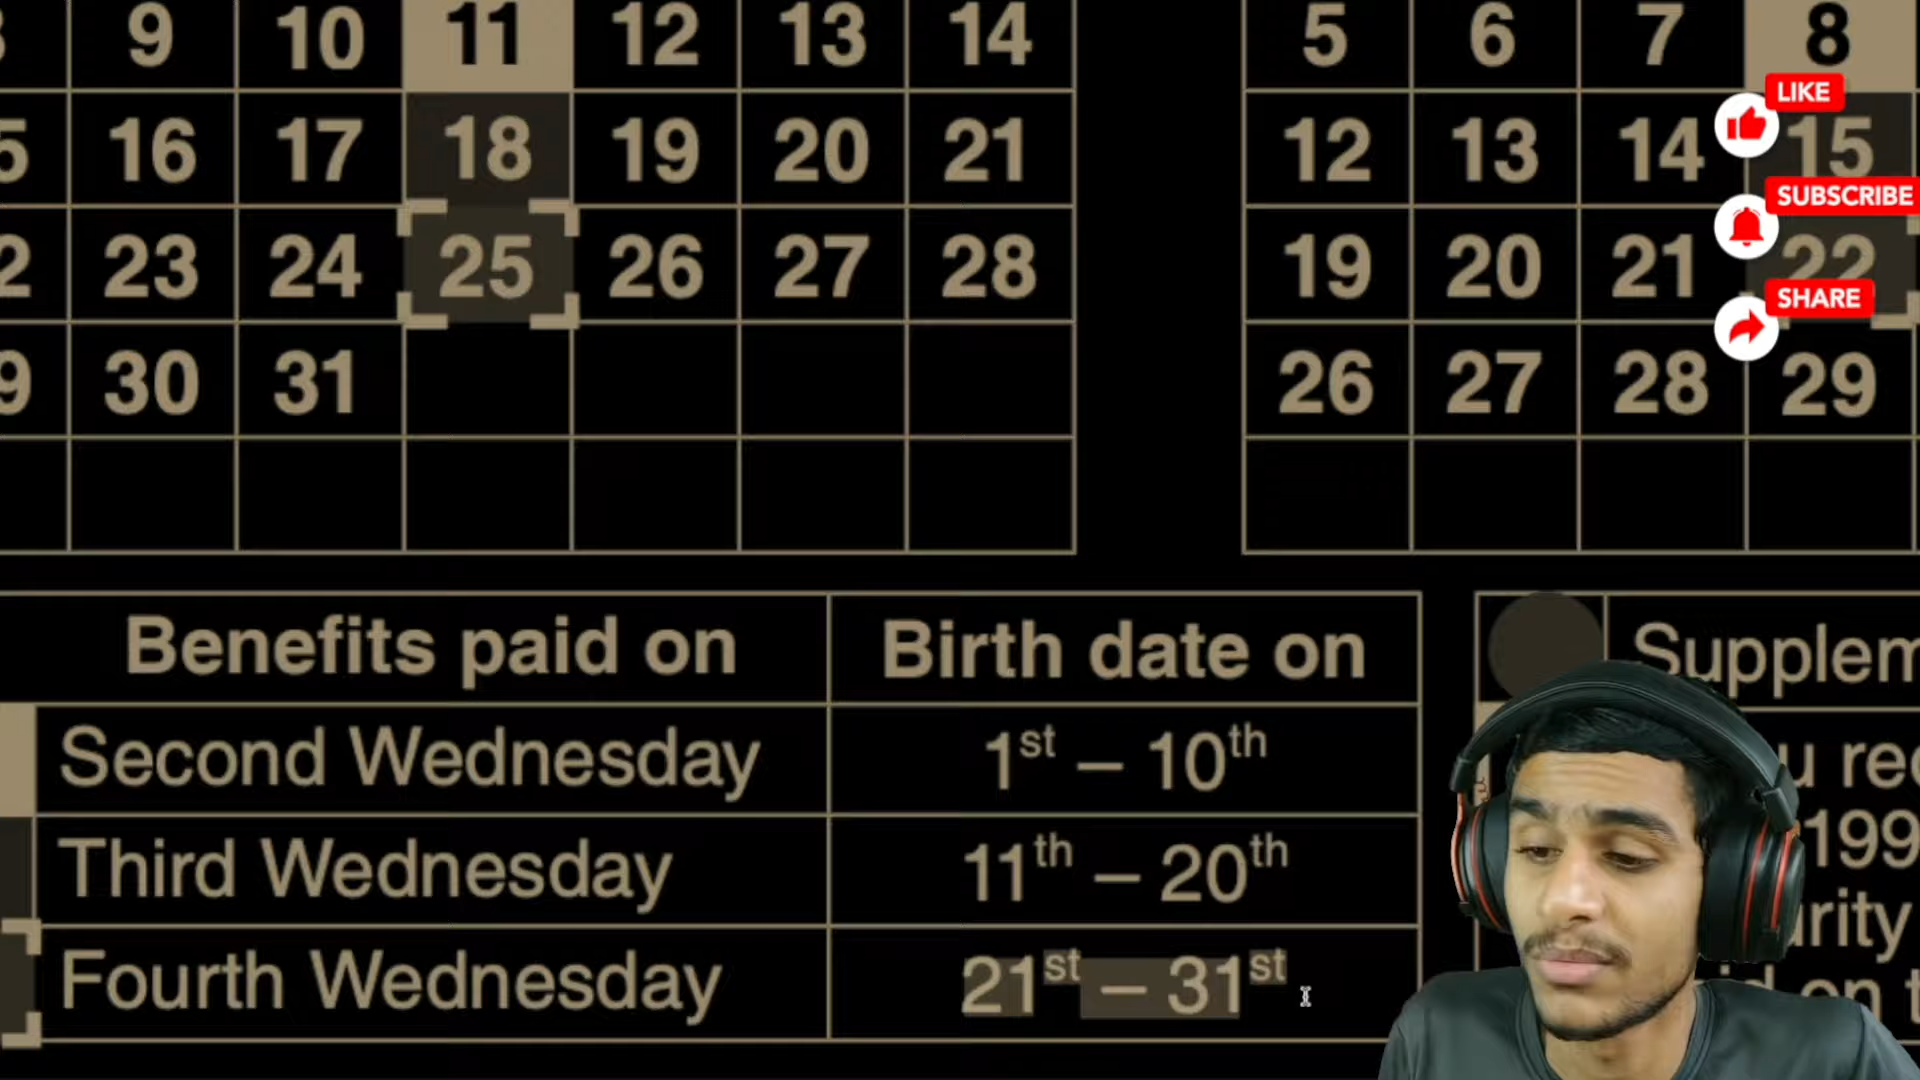 9 10 11 12 13 14
16 17 18 19 20 21
23 24 25 26 27 28
30 31
5 6 7 8
12 13 14 15
19 20 21 22
26 27 28 29
LIKE
SUBSCRIBE
SHARE
Benefits paid on Birth date on
Second Wednesday 1st – 10th
Third Wednesday 11th – 20th
Fourth Wednesday 21st – 31st